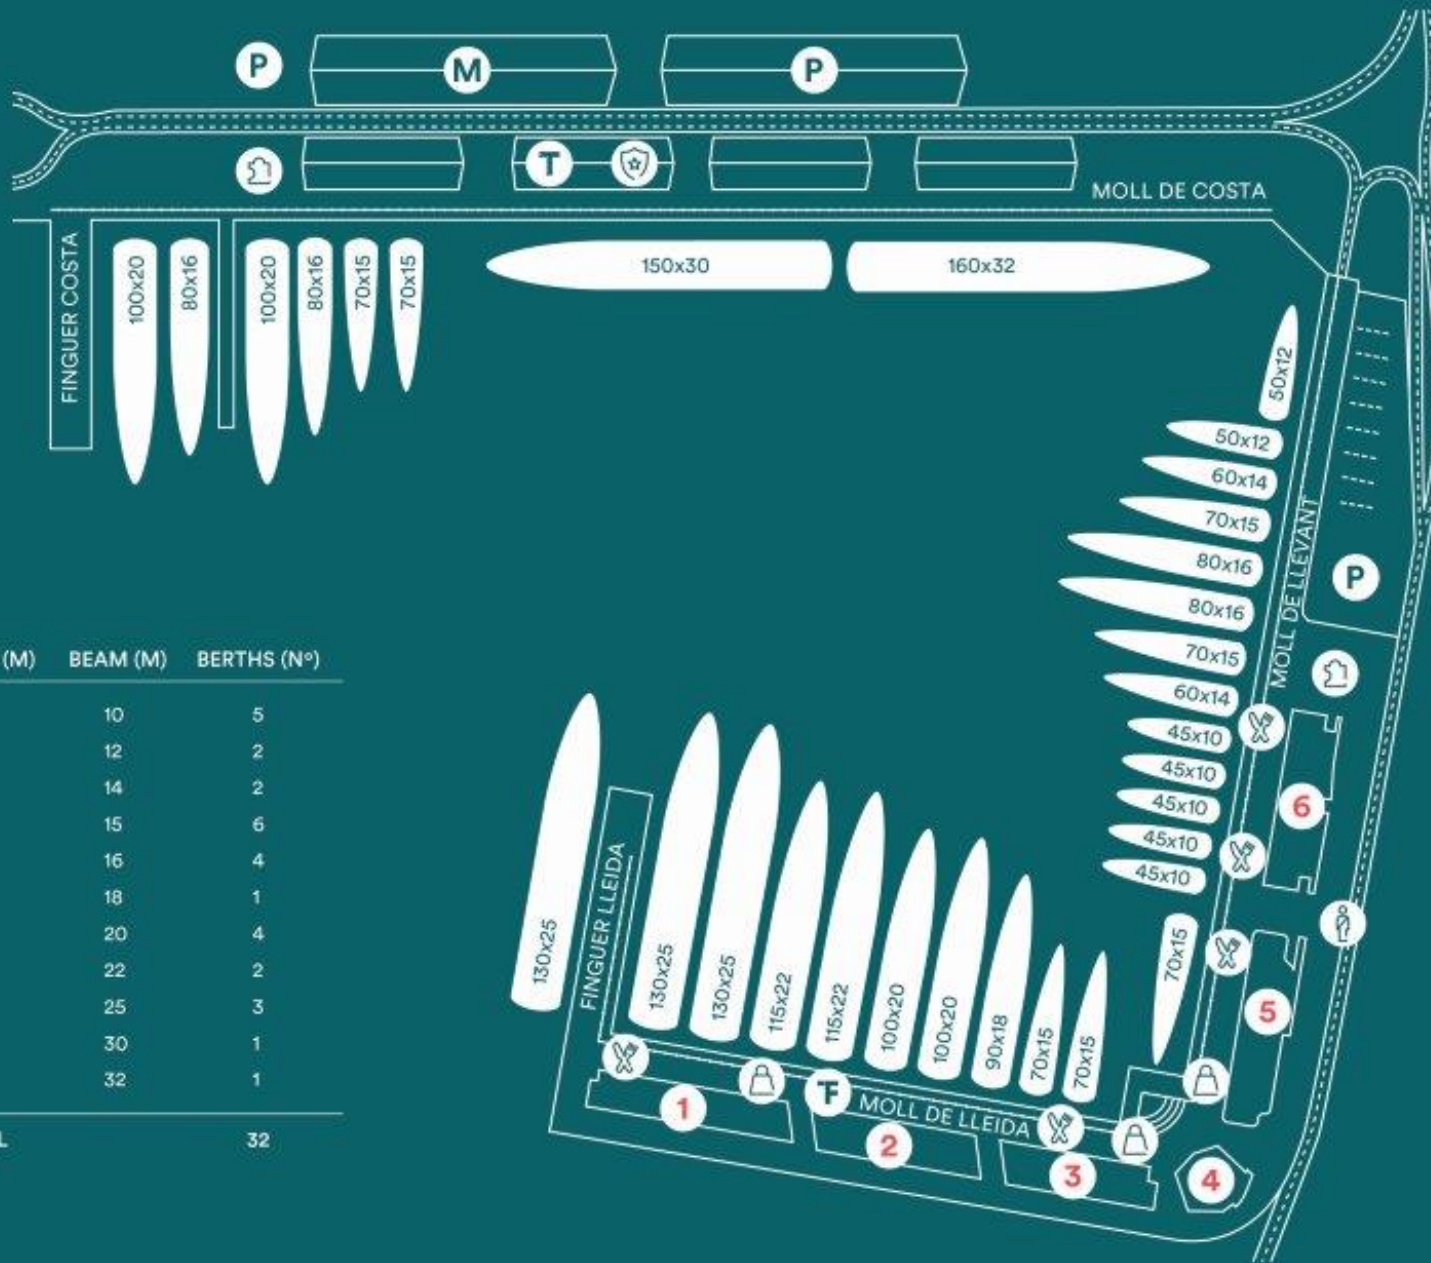 P
M
P
T
MOLL DE COSTA
FINGUER COSTA
100x20
80x16
100x20
80x16
70x15
70x15
150x30
160x32
50x12
50x12
60x14
70x15
80x16
80x16
70x15
60x14
45x10
45x10
45x10
45x10
45x10
70x15
MOLL DE LLEVANT
P
6
5
(M) BEAM (M) BERTHS (Nº)
10 5
12 2
14 2
15 6
16 4
18 1
20 4
22 2
25 3
30 1
32 1
L 32
130x25
FINGUER LLEIDA
130x25
130x25
115x22
115x22
100x20
100x20
90x18
70x15
70x15
TF
MOLL DE LLEIDA
1
2
3
4